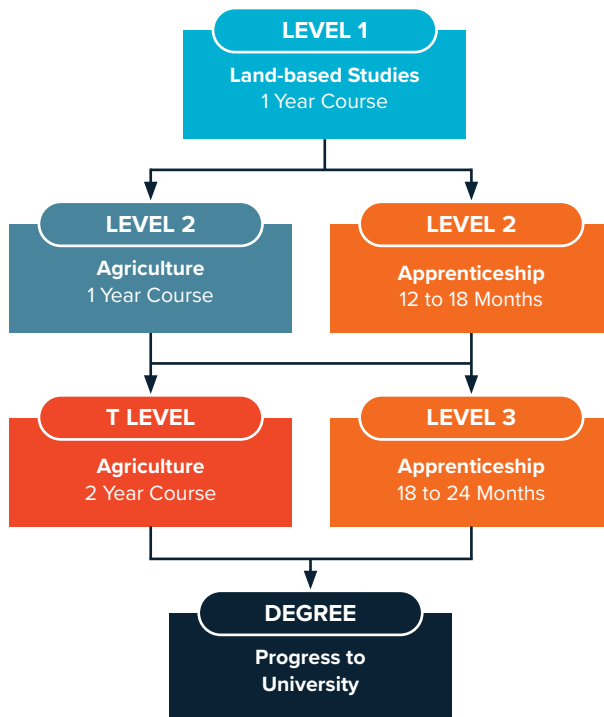 LEVEL 1
Land-based Studies
1 Year Course
LEVEL 2
Agriculture
1 Year Course
LEVEL 2
Apprenticeship
12 to 18 Months
T LEVEL
Agriculture
2 Year Course
LEVEL 3
Apprenticeship
18 to 24 Months
DEGREE
Progress to
University